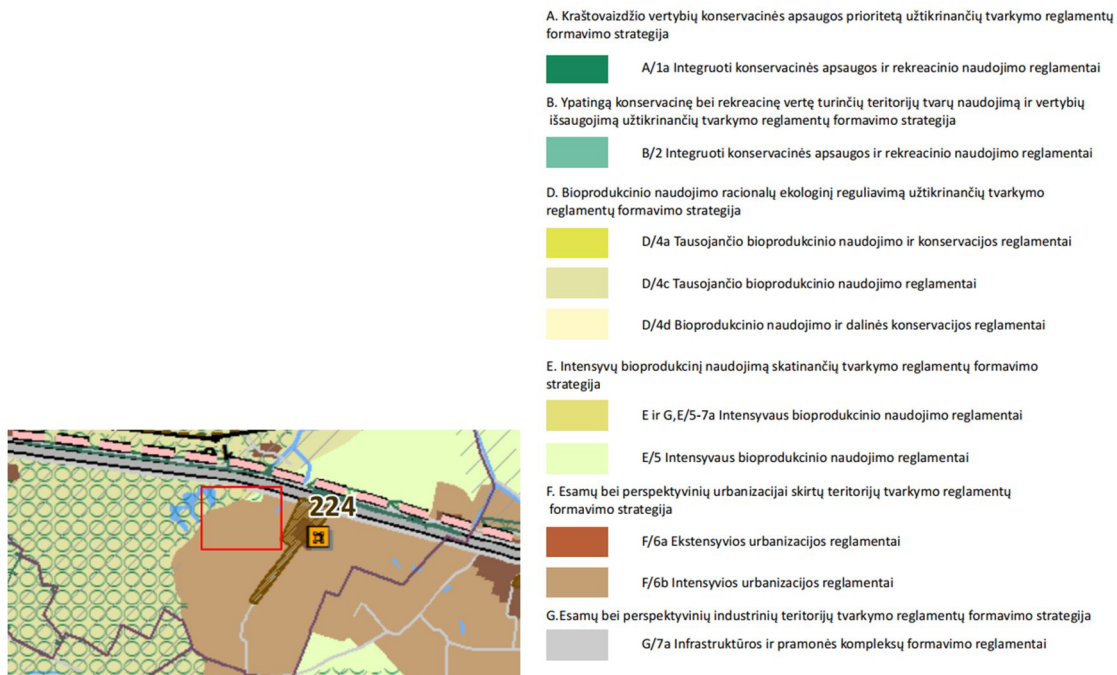 A. Kraštovaizdžio vertybių konservacinės apsaugos prioritetą užtikrinančių tvarkymo reglamentų
formavimo strategija
A/1a Integruoti konservacinės apsaugos ir rekreacinio naudojimo reglamentai
B. Ypatingą konservacinę bei rekreacinę vertę turinčių teritorijų tvarų naudojimą ir vertybių
išsaugojimą užtikrinančių tvarkymo reglamentų formavimo strategija
B/2 Integruoti konservacinės apsaugos ir rekreacinio naudojimo reglamentai
D. Bioprodukcinio naudojimo racionalų ekologinį reguliavimą užtikrinančių tvarkymo
reglamentų formavimo strategija
D/4a Tausojančio bioprodukcinio naudojimo ir konservacijos reglamentai
D/4c Tausojančio bioprodukcinio naudojimo reglamentai
D/4d Bioprodukcinio naudojimo ir dalinės konservacijos reglamentai
E. Intensyvų bioprodukcinį naudojimą skatinančių tvarkymo reglamentų formavimo
strategija
E ir G,E/5-7a Intensyvaus bioprodukcinio naudojimo reglamentai
E/5 Intensyvaus bioprodukcinio naudojimo reglamentai
F. Esamų bei perspektyvinių urbanizacijai skirtų teritorijų tvarkymo reglamentų
formavimo strategija
F/6a Ekstensyvios urbanizacijos reglamentai
F/6b Intensyvios urbanizacijos reglamentai
G.Esamų bei perspektyvinių industrinių teritorijų tvarkymo reglamentų formavimo strategija
G/7a Infrastruktūros ir pramonės kompleksų formavimo reglamentai
224